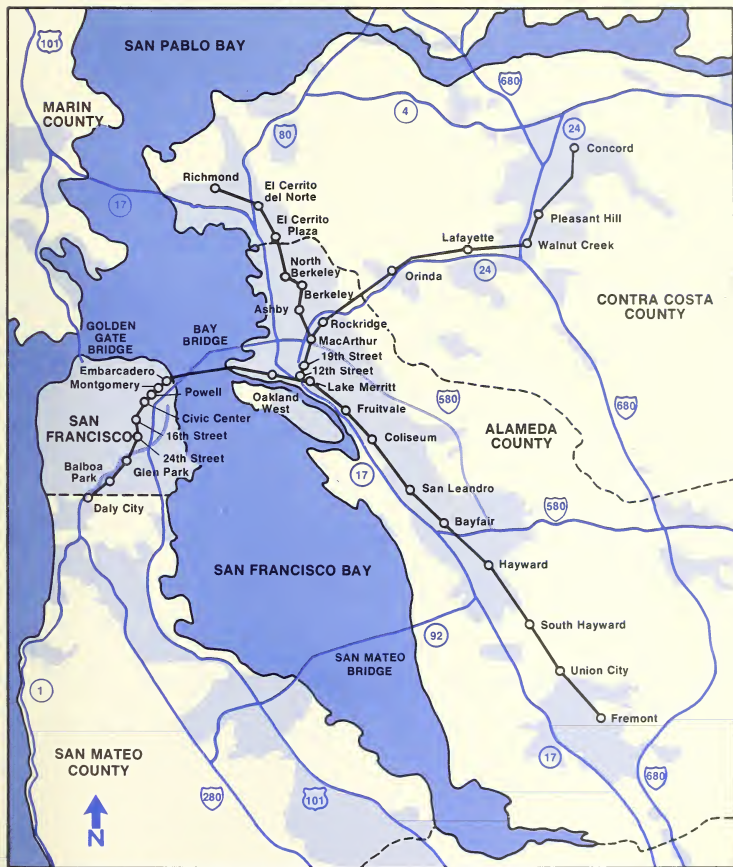 101
SAN PABLO BAY
680
MARIN
COUNTY
4
80
24
Concord
Richmond
El Cerrito
del Norte
17
El Cerrito
Plaza
Pleasant Hill
Lafayette
Walnut Creek
24
North
Berkeley
Orinda
Berkeley
CONTRA COSTA
COUNTY
Ashby
Rockridge
GOLDEN
GATE
BRIDGE
BAY
BRIDGE
MacArthur
19th Street
12th Street
Embarcadero
Montgomery
Lake Merritt
580
680
Powell
Oakland
West
Fruitvale
SAN
FRANCISCO
Civic Center
16th Street
Coliseum
ALAMEDA
COUNTY
24th Street
Balboa
Park
Glen Park
17
San Leandro
Daly City
580
Bayfair
SAN FRANCISCO BAY
Hayward
South Hayward
92
SAN MATEO
BRIDGE
Union City
1
Fremont
SAN MATEO
COUNTY
17
680
280
101
N